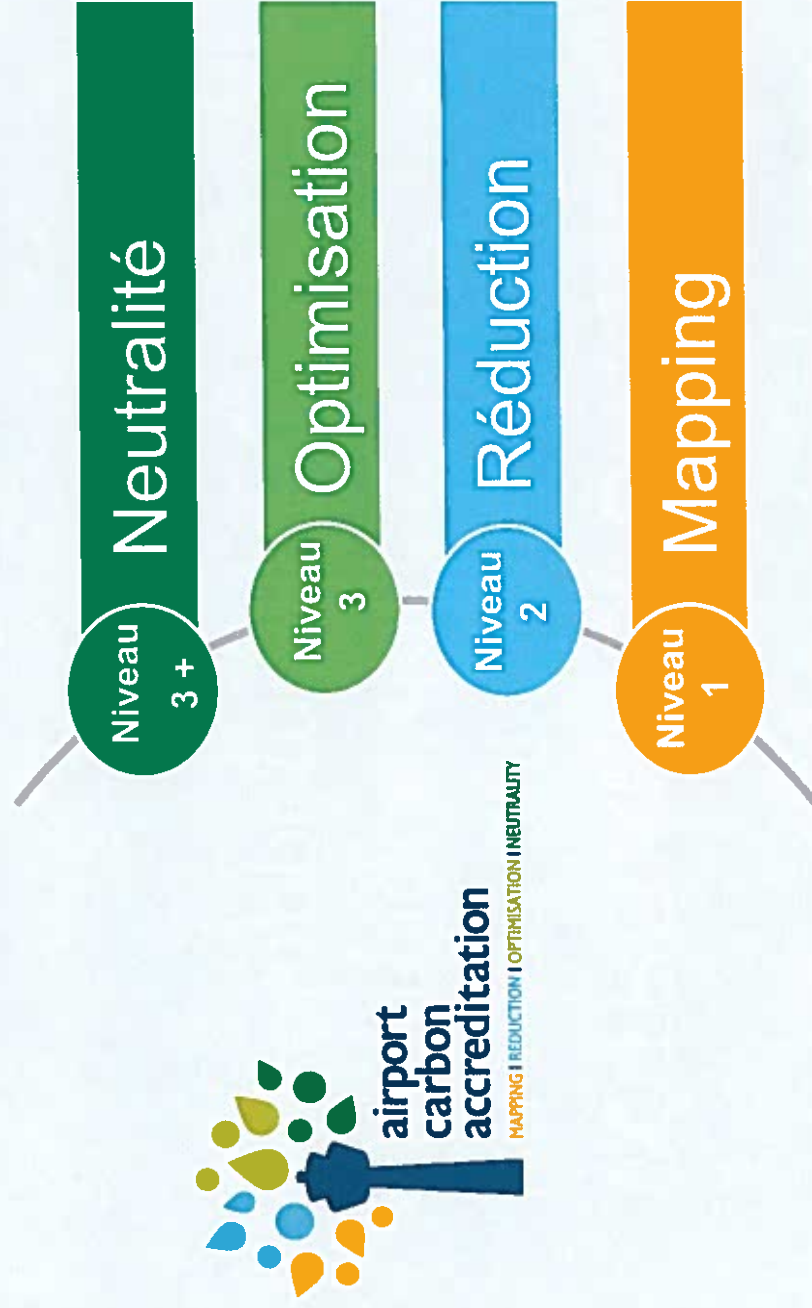 airport
carbon
accreditation
MAPPING I REDUCTION I OPTIMISATION I NEUTRALITY
Niveau
3 +
Neutralité
Niveau
3
Optimisation
Niveau
2
Réduction
Niveau
1
Mapping